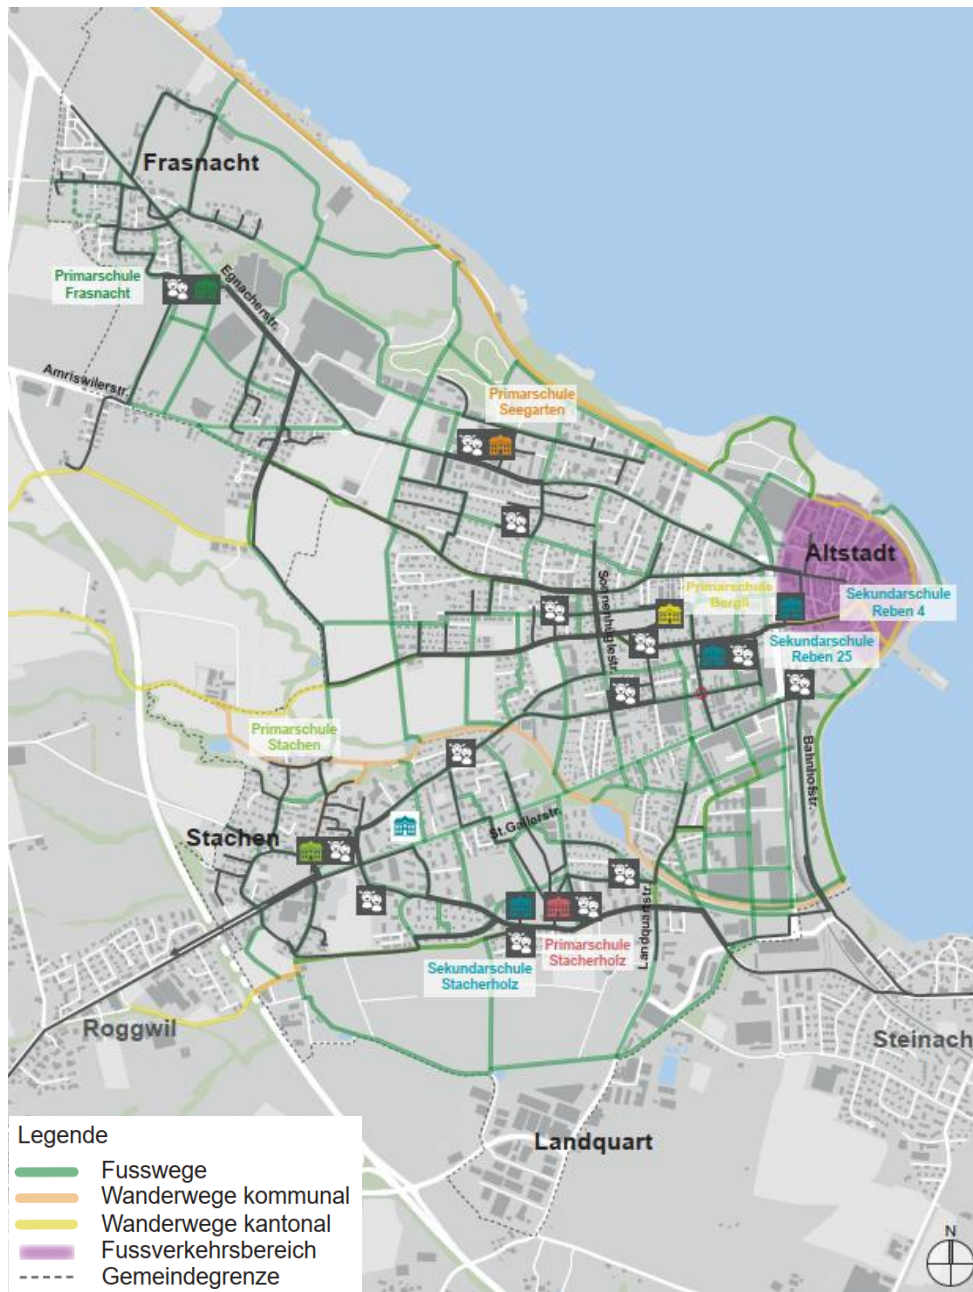 Frasnacht
Primarschule
Frasnacht
Egnacherstr.
Amriswilerstr.
Primarschule
Seegarten
Altstadt
Sonnenhügelstr.
Primarschule
Bergli
Sekundarschule
Reben 4
Sekundarschule
Reben 25
Primarschule
Stachen
Bahnhofstr.
St.Gallerstr.
Stachen
Landquartstr.
Primarschule
Stacherholz
Sekundarschule
Stacherholz
Roggwil
Steinach
Landquart
Legende
Fusswege
Wanderwege kommunal
Wanderwege kantonal
Fussverkehrsbereich
Gemeindegrenze
N